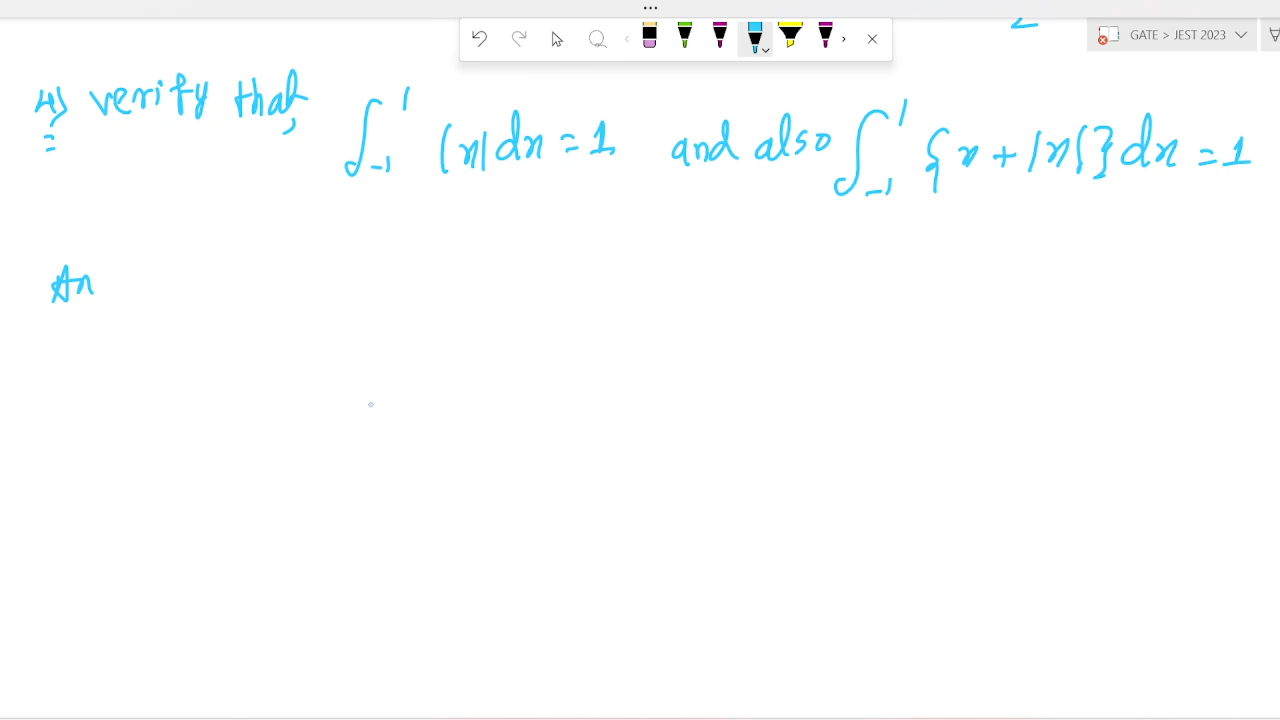 GATE > JEST 2023
4) verify that, ∫₋₁¹ |x| dx = 1 and also ∫₋₁¹ {x + |x|} dx = 1
An